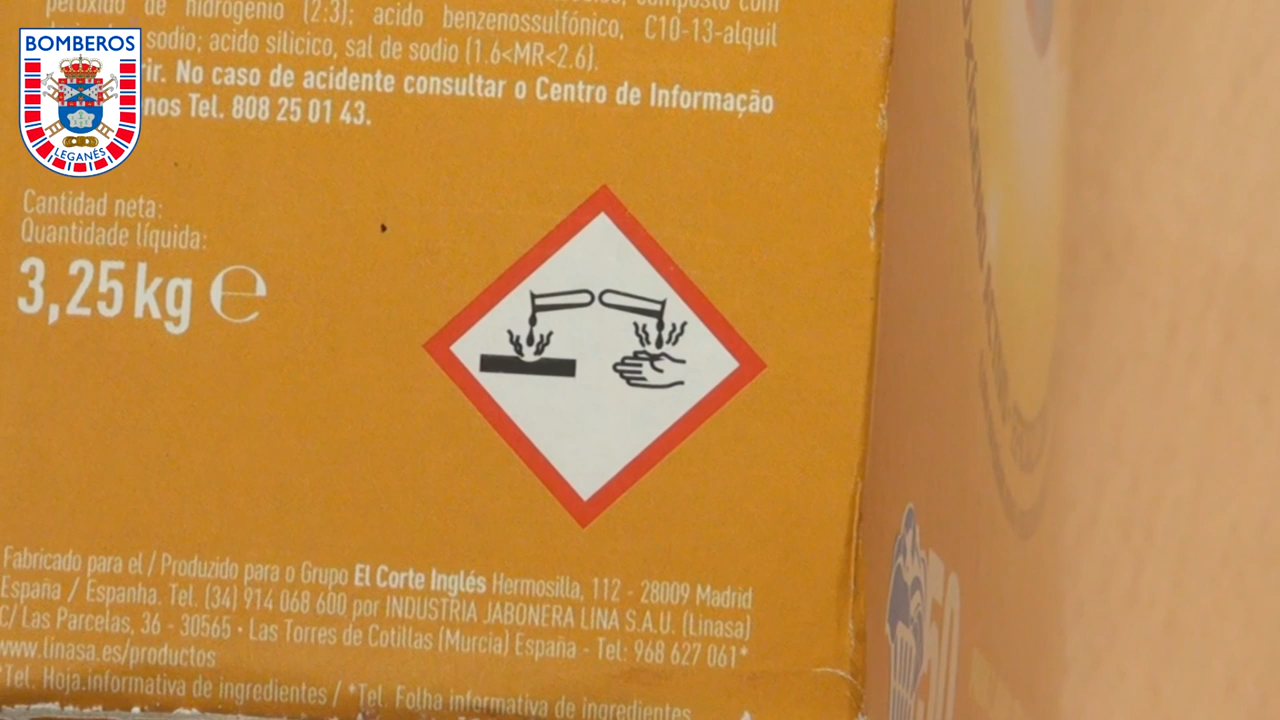 peróxido de hidrogénio (2:3); acido benzenossulfónico, C10-13-alquil
sodio; acido silicico, sal de sodio (1.6<MR<2.6).
No caso de acidente consultar o Centro de Informação
Tel. 808 25 01 43.
BOMBEROS
LEGANÉS
Cantidad neta:
Quantidade líquida:
3,25 kg ℮
Fabricado para el / Produzido para o Grupo El Corte Inglés Hermosilla, 112 - 28009 Madrid
España / Espanha. Tel. (34) 914 068 600 por INDUSTRIA JABONERA LINA S.A.U. (Linasa)
C/ Las Parcelas, 36 - 30565 · Las Torres de Cotillas (Murcia) España - Tel: 968 627 061*
www.linasa.es/productos
*Tel. Hoja.informativa de ingredientes / *Tel. Folha informativa de ingredientes
50